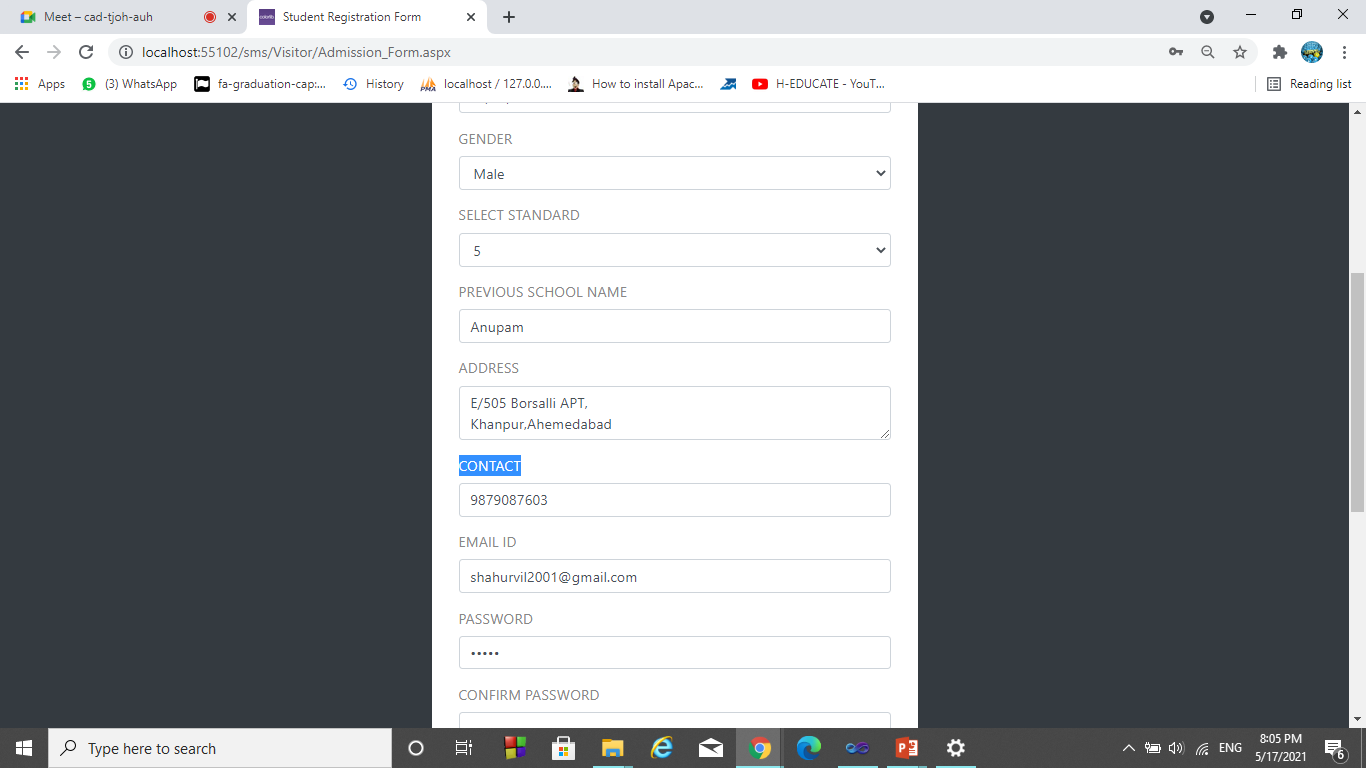 Meet – cad-tjoh-auh
Student Registration Form
localhost:55102/sms/Visitor/Admission_Form.aspx
Apps
(3) WhatsApp
fa-graduation-cap:...
History
localhost / 127.0.0....
How to install Apac...
H-EDUCATE - YouT...
Reading list
GENDER
Male
SELECT STANDARD
5
PREVIOUS SCHOOL NAME
Anupam
ADDRESS
E/505 Borsalli APT,
Khanpur,Ahemedabad
CONTACT
9879087603
EMAIL ID
shahurvil2001@gmail.com
PASSWORD
•••••
CONFIRM PASSWORD
Type here to search
ENG
8:05 PM
5/17/2021
6